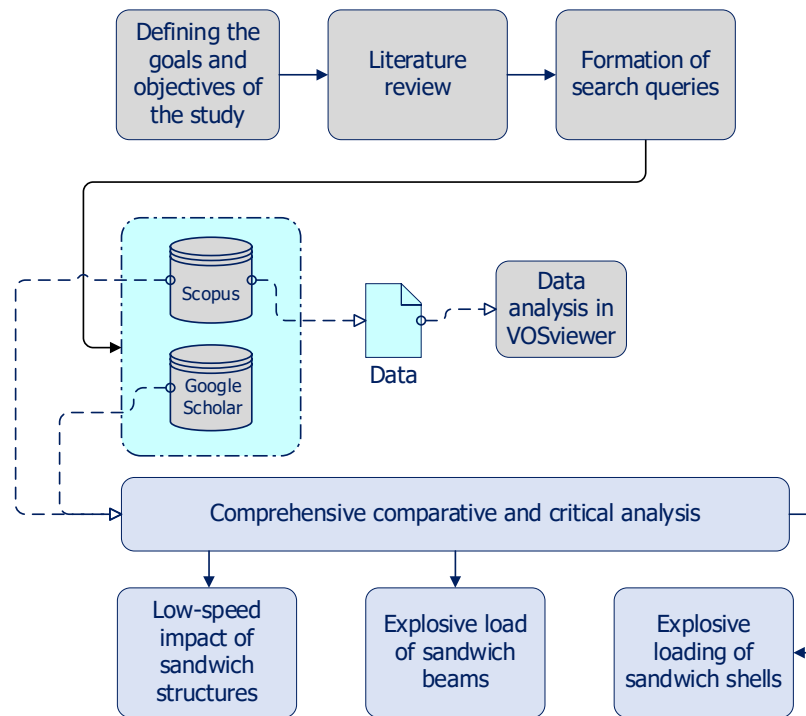 Defining the
goals and
objectives of
the study
Literature
review
Formation of
search queries
Scopus
Google
Scholar
Data
Data
analysis in
VOSviewer
Comprehensive comparative and critical analysis
Low-speed
impact of
sandwich
structures
Explosive load
of sandwich
beams
Explosive
loading of
sandwich shells